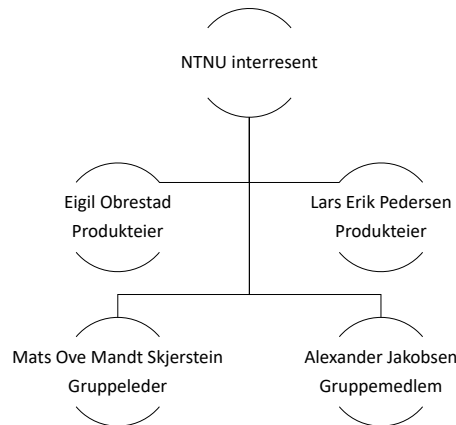 NTNU interresent
Eigil Obrestad
Produkteier
Lars Erik Pedersen
Produkteier
Mats Ove Mandt Skjerstein
Gruppeleder
Alexander Jakobsen
Gruppemedlem